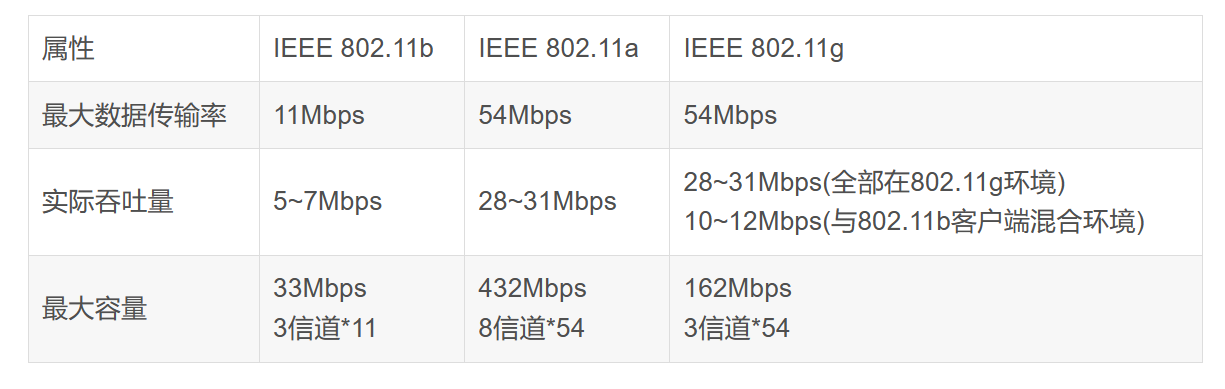 属性 IEEE 802.11b IEEE 802.11a IEEE 802.11g
最大数据传输率 11Mbps 54Mbps 54Mbps
实际吞吐量 5~7Mbps 28~31Mbps 28~31Mbps(全部在802.11g环境)
10~12Mbps(与802.11b客户端混合环境)
最大容量 33Mbps 432Mbps 162Mbps
3信道*11 8信道*54 3信道*54